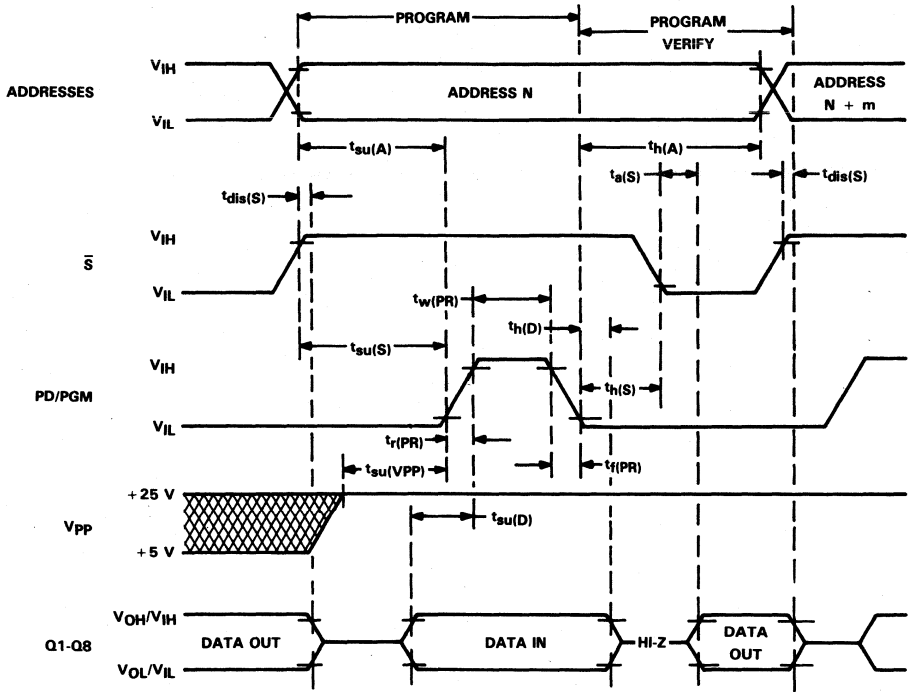 PROGRAM
PROGRAM
VERIFY
ADDRESSES
VIH
VIL
ADDRESS N
ADDRESS
N + m
tsu(A)
th(A)
ta(S)
tdis(S)
tdis(S)
S̅
VIH
VIL
tw(PR)
th(D)
tsu(S)
PD/PGM
VIH
VIL
th(S)
tr(PR)
tf(PR)
tsu(VPP)
VPP
+25 V
+5 V
tsu(D)
Q1-Q8
VOH/VIH
VOL/VIL
DATA OUT
DATA IN
HI-Z
DATA
OUT